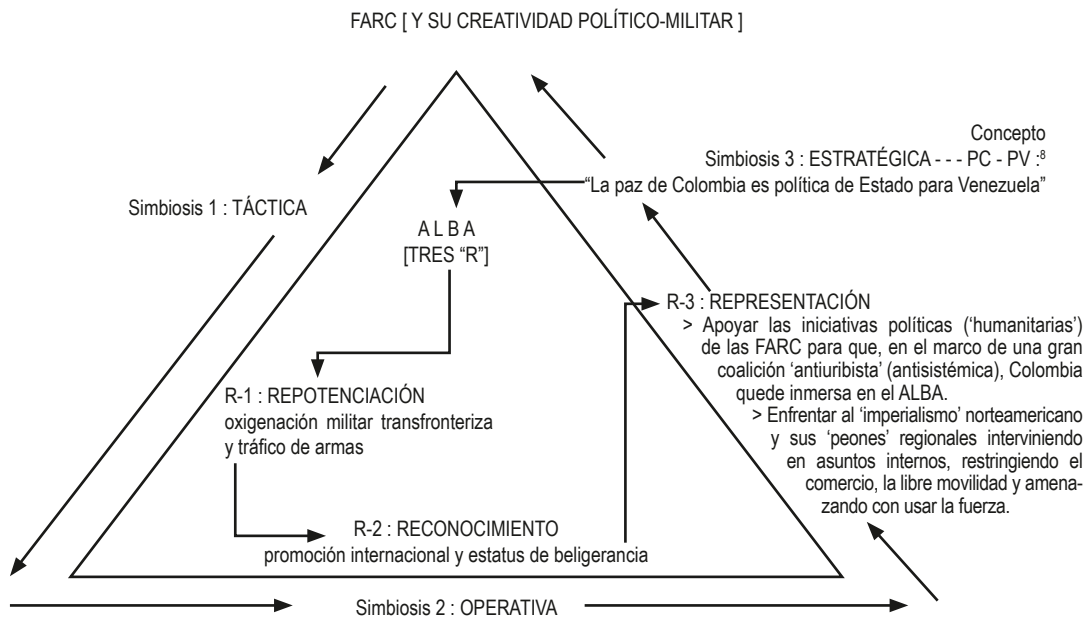 FARC [ Y SU CREATIVIDAD POLÍTICO-MILITAR ]
Concepto
Simbiosis 3 : ESTRATÉGICA - - - PC - PV :8
“La paz de Colombia es política de Estado para Venezuela”
Simbiosis 1 : TÁCTICA
A L B A
[TRES “R”]
R-3 : REPRESENTACIÓN
> Apoyar las iniciativas políticas (‘humanitarias’)
de las FARC para que, en el marco de una gran
coalición ‘antiuribista’ (antisistémica), Colombia
quede inmersa en el ALBA.
> Enfrentar al ‘imperialismo’ norteamericano
y sus ‘peones’ regionales interviniendo
en asuntos internos, restringiendo el
comercio, la libre movilidad y amena-
zando con usar la fuerza.
R-1 : REPOTENCIACIÓN
oxigenación militar transfronteriza
y tráfico de armas
R-2 : RECONOCIMIENTO
promoción internacional y estatus de beligerancia
Simbiosis 2 : OPERATIVA